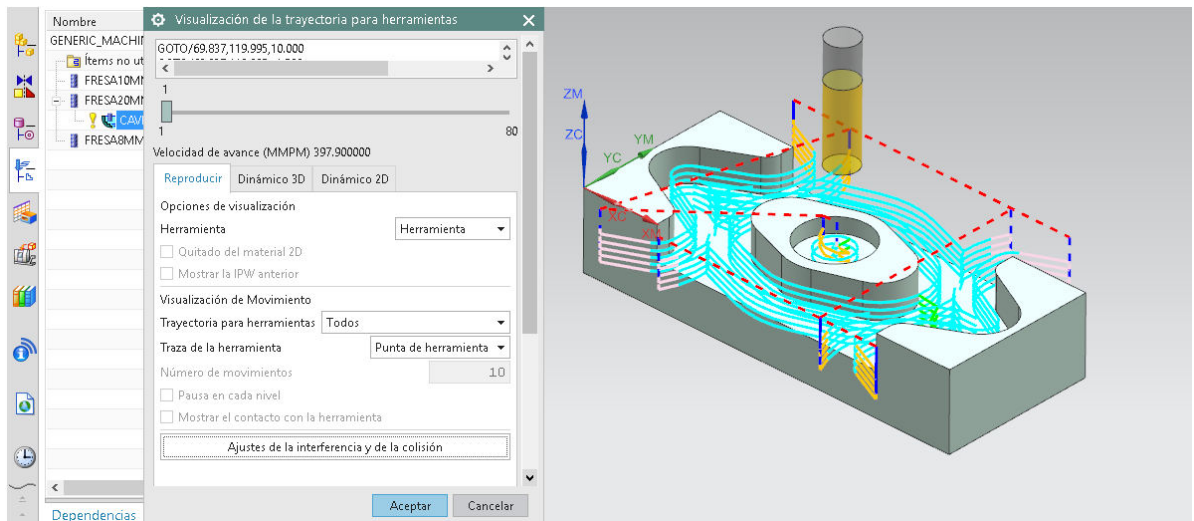 Nombre
GENERIC_MACHI
Ítems no ut
FRESA10M
FRESA20M
CAV
FRESA8MM
Dependencias
Visualización de la trayectoria para herramientas
GOTO/69.837,119.995,10.000
1
1 80
Velocidad de avance (MMPM) 397.900000
Reproducir Dinámico 3D Dinámico 2D
Opciones de visualización
Herramienta Herramienta
Quitado del material 2D
Mostrar la IPW anterior
Visualización de Movimiento
Trayectoria para herramientas Todos
Traza de la herramienta Punta de herramienta
Número de movimientos 10
Pausa en cada nivel
Mostrar el contacto con la herramienta
Ajustes de la interferencia y de la colisión
Aceptar Cancelar
ZM
ZC
YM
YC
XC
XM